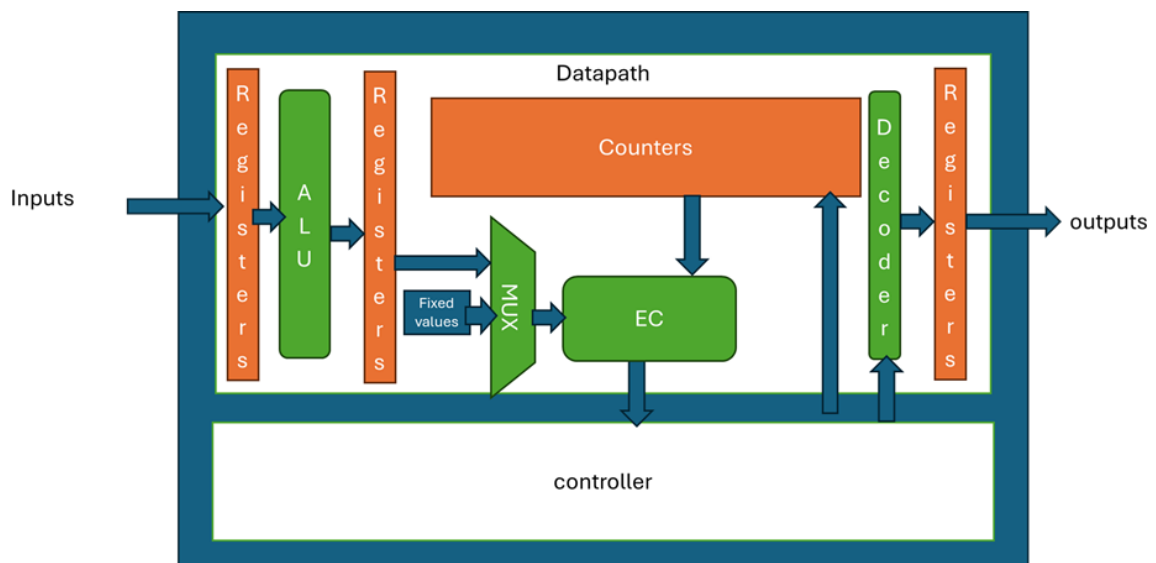 Datapath
Inputs
Registers
ALU
Registers
Counters
Fixed
values
MUX
EC
Decoder
Registers
outputs
controller